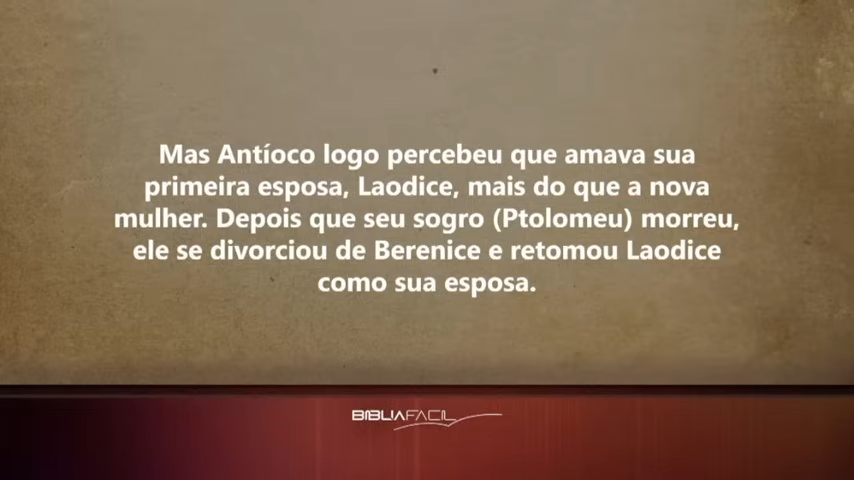 Mas Antíoco logo percebeu que amava sua
primeira esposa, Laodice, mais do que a nova
mulher. Depois que seu sogro (Ptolomeu) morreu,
ele se divorciou de Berenice e retomou Laodice
como sua esposa.
BÍBLIAFACIL